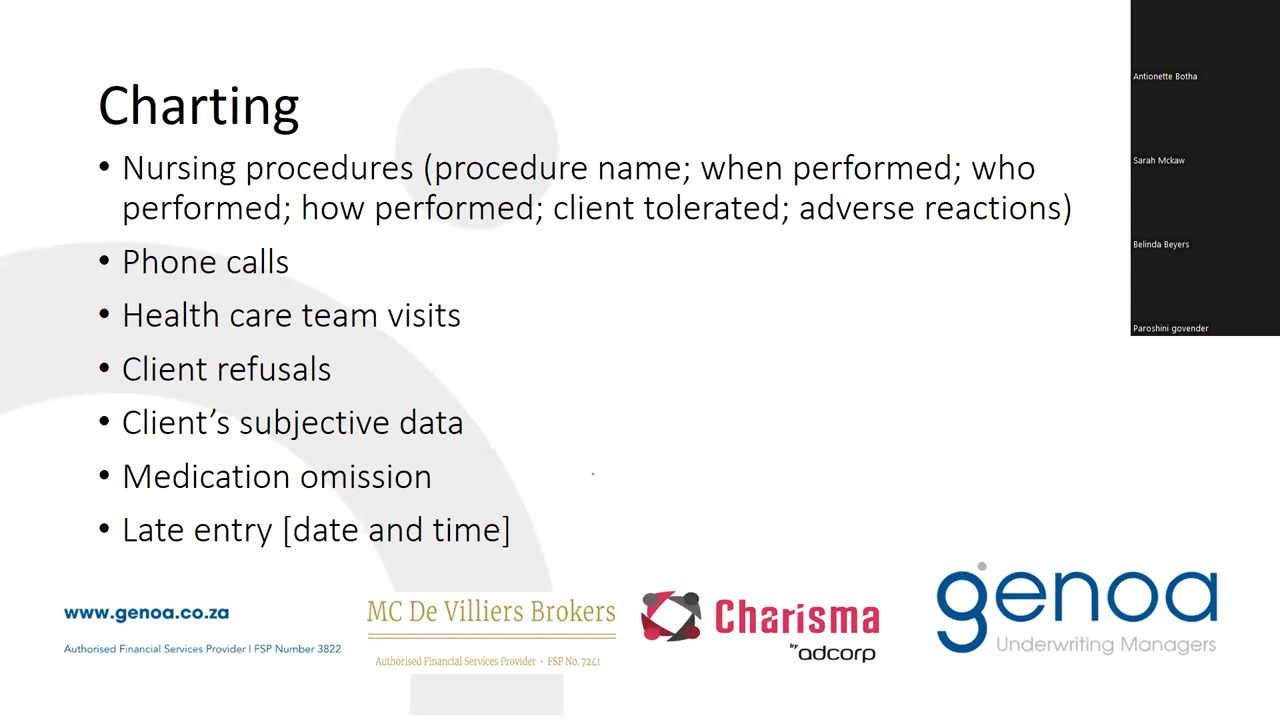 Charting
• Nursing procedures (procedure name; when performed; who
performed; how performed; client tolerated; adverse reactions)
• Phone calls
• Health care team visits
• Client refusals
• Client’s subjective data
• Medication omission
• Late entry [date and time]
www.genoa.co.za
Authorised Financial Services Provider | FSP Number 3822
MC De Villiers Brokers
Authorised Financial Services Provider • FSP No. 7241
Charisma
by adcorp
genoa
Underwriting Managers
Antionette Botha
Sarah Mckaw
Belinda Beyers
Paroshini govender